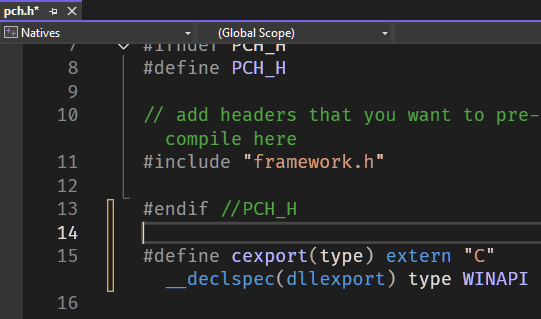 pch.h*
Natives
(Global Scope)
7 #ifndef PCH_H
8 #define PCH_H
9
10 // add headers that you want to pre-
compile here
11 #include "framework.h"
12
13 #endif //PCH_H
14
15 #define cexport(type) extern "C"
__declspec(dllexport) type WINAPI
16